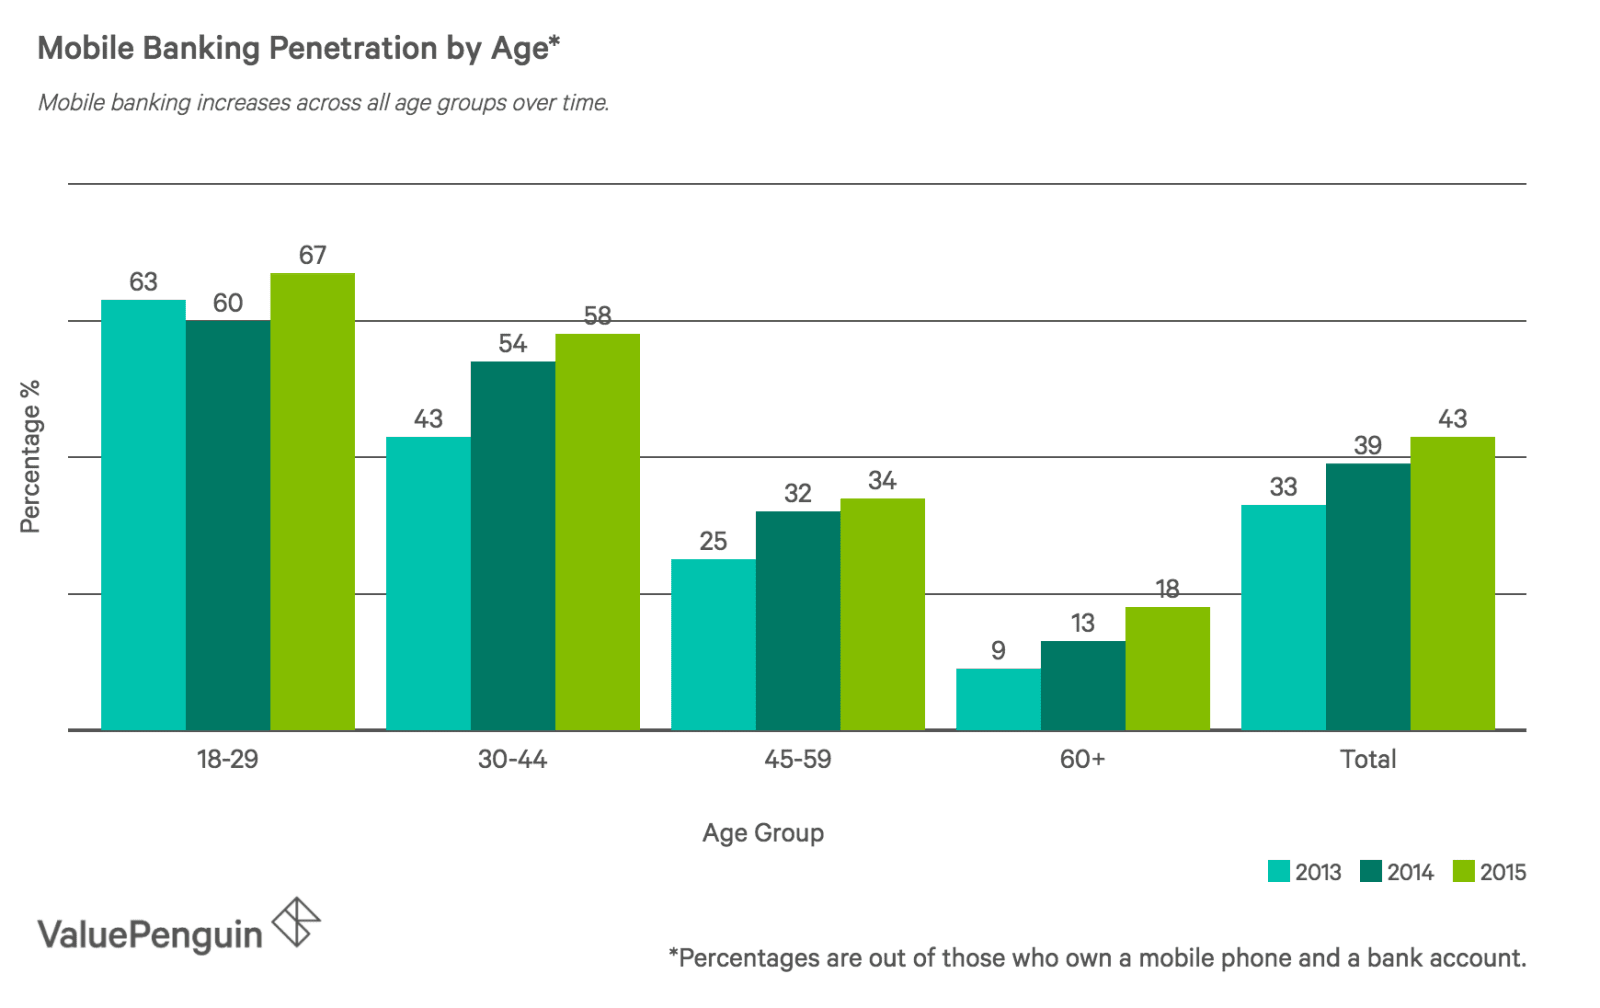 Mobile Banking Penetration by Age*
Mobile banking increases across all age groups over time.
Percentage %
63
60
67
43
54
58
25
32
34
9
13
18
33
39
43
18-29
30-44
45-59
60+
Total
Age Group
2013 2014 2015
ValuePenguin
*Percentages are out of those who own a mobile phone and a bank account.